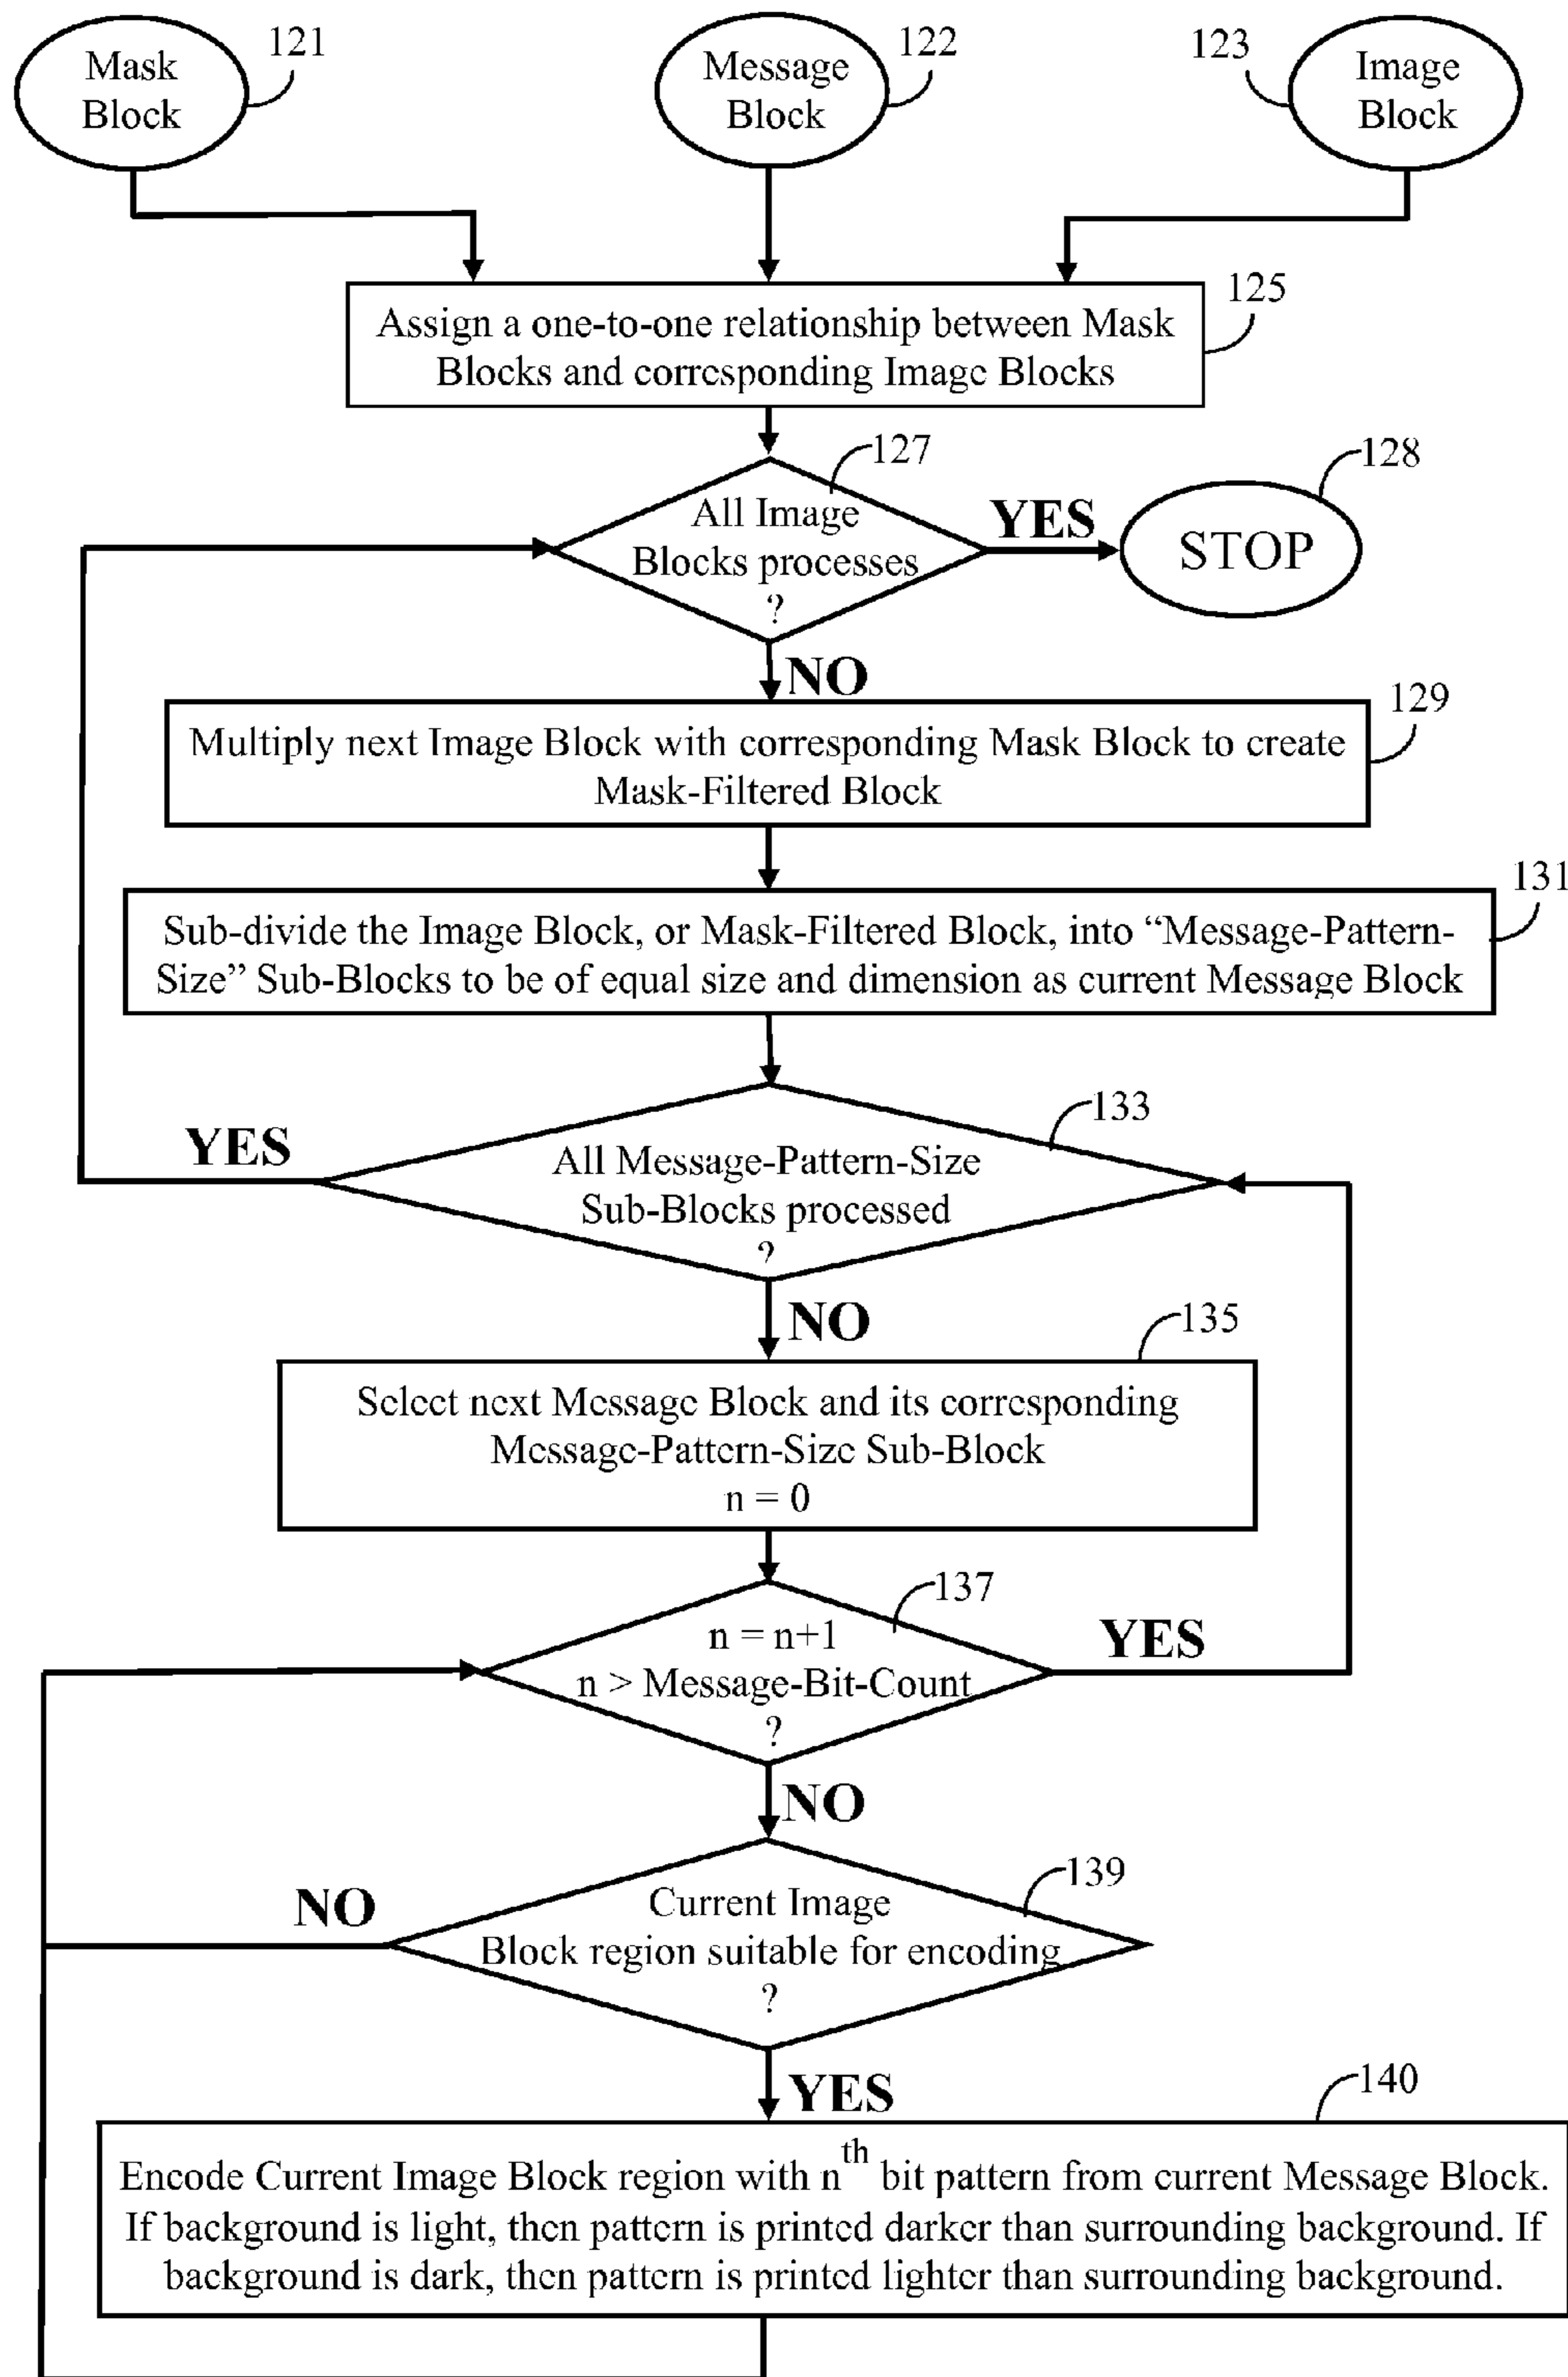 Mask
Block
121
Message
Block
122
123
Image
Block
125
Assign a one-to-one relationship between Mask
Blocks and corresponding Image Blocks
127
128
All Image
Blocks processes
?
YES
STOP
NO
129
Multiply next Image Block with corresponding Mask Block to create
Mask-Filtered Block
131
Sub-divide the Image Block, or Mask-Filtered Block, into “Message-Pattern-
Size” Sub-Blocks to be of equal size and dimension as current Message Block
133
YES
All Message-Pattern-Size
Sub-Blocks processed
?
NO
135
Select next Message Block and its corresponding
Message-Pattern-Size Sub-Block
n = 0
137
n = n+1
n > Message-Bit-Count
?
YES
NO
139
NO
Current Image
Block region suitable for encoding
?
YES
140
Encode Current Image Block region with nth bit pattern from current Message Block.
If background is light, then pattern is printed darker than surrounding background. If
background is dark, then pattern is printed lighter than surrounding background.